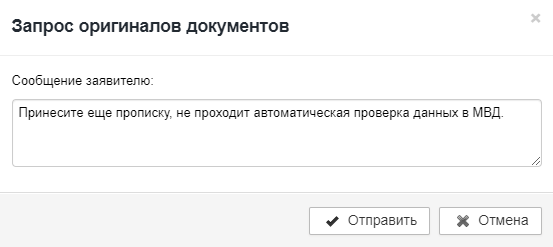 Запрос оригиналов документов
Сообщение заявителю:
Принесите еще прописку, не проходит автоматическая проверка данных в МВД.
Отправить
Отмена